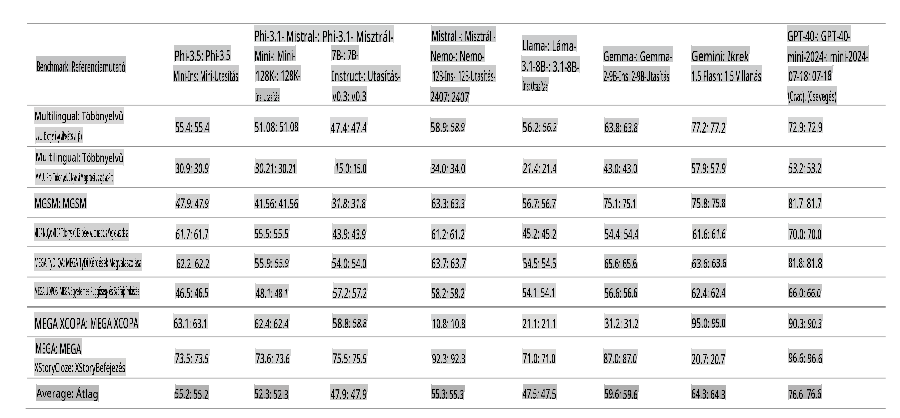 Benchmark: Referenciamutató
Phi-3.5: Phi-3.5
Mini-Ins: Mini-Utasítás
Phi-3.1- Mistral-: Phi-3.1- Misztrál-
Mini-: Mini-
128K-: 128K-
7B-: 7B-
Instruct-: Utasítás-
v0.3: v0.3
Mistral-: Misztrál-
Nemo-: Nemo-
2407: 2407
Llama-: Láma-
3.1-8B-: 3.1-8B-
Gemma-: Gemma-
2-9B-Ins: 2-9B-Utasítás
Gemini: Ikrek
1.5 Flash: 1.5 Villanás
GPT-40-: GPT-40-
mini-2024-: mini-2024-
07-18: 07-18
(Csevegés)
Multilingual: Többnyelvű
55.4: 55.4
51.08: 51.08
47.4: 47.4
58.9: 58.9
56.2: 56.2
63.8: 63.8
77.2: 77.2
72.9: 72.9
Multilingual: Többnyelvű
30.9: 30.9
30.21: 30.21
15.0: 15.0
34.0: 34.0
21.4: 21.4
43.0: 43.0
57.9: 57.9
53.2: 53.2
MGSM: MGSM
47.9: 47.9
41.56: 41.56
31.8: 31.8
63.3: 63.3
56.7: 56.7
75.1: 75.1
75.8: 75.8
81.7: 81.7
61.7: 61.7
55.5: 55.5
43.9: 43.9
61.2: 61.2
45.2: 45.2
54.4: 54.4
61.6: 61.6
70.0: 70.0
62.2: 62.2
55.9: 55.9
54.0: 54.0
63.7: 63.7
54.5: 54.5
65.6: 65.6
63.6: 63.6
81.8: 81.8
46.5: 46.5
48.1: 48.1
57.2: 57.2
58.2: 58.2
54.1: 54.1
56.6: 56.6
62.4: 62.4
66.0: 66.0
MEGA XCOPA: MEGA XCOPA
63.1: 63.1
62.4: 62.4
58.8: 58.8
10.8: 10.8
21.1: 21.1
31.2: 31.2
95.0: 95.0
90.3: 90.3
MEGA: MEGA
XStoryCloze: XStoryBefejezés
73.5: 73.5
73.6: 73.6
75.5: 75.5
92.3: 92.3
71.0: 71.0
87.0: 87.0
20.7: 20.7
96.6: 96.6
Average: Átlag
55.2: 55.2
52.3: 52.3
47.9: 47.9
55.3: 55.3
47.5: 47.5
59.6: 59.6
64.3: 64.3
76.6: 76.6